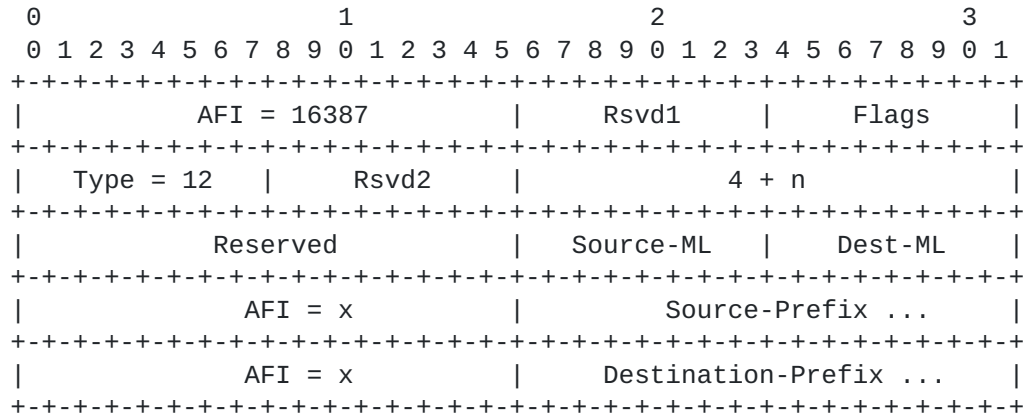 0                   1                   2                   3
 0 1 2 3 4 5 6 7 8 9 0 1 2 3 4 5 6 7 8 9 0 1 2 3 4 5 6 7 8 9 0 1
+-+-+-+-+-+-+-+-+-+-+-+-+-+-+-+-+-+-+-+-+-+-+-+-+-+-+-+-+-+-+-+-+
|           AFI = 16387         |     Rsvd1     |     Flags     |
+-+-+-+-+-+-+-+-+-+-+-+-+-+-+-+-+-+-+-+-+-+-+-+-+-+-+-+-+-+-+-+-+
|   Type = 12   |     Rsvd2     |             4 + n             |
+-+-+-+-+-+-+-+-+-+-+-+-+-+-+-+-+-+-+-+-+-+-+-+-+-+-+-+-+-+-+-+-+
|            Reserved           |   Source-ML   |    Dest-ML    |
+-+-+-+-+-+-+-+-+-+-+-+-+-+-+-+-+-+-+-+-+-+-+-+-+-+-+-+-+-+-+-+-+
|              AFI = x          |         Source-Prefix ...     |
+-+-+-+-+-+-+-+-+-+-+-+-+-+-+-+-+-+-+-+-+-+-+-+-+-+-+-+-+-+-+-+-+
|              AFI = x          |     Destination-Prefix ...    |
+-+-+-+-+-+-+-+-+-+-+-+-+-+-+-+-+-+-+-+-+-+-+-+-+-+-+-+-+-+-+-+-+